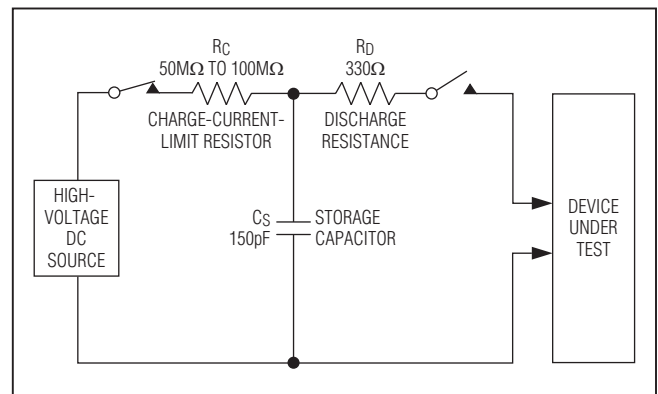 RC
50MΩ TO 100MΩ
CHARGE-CURRENT-
LIMIT RESISTOR
RD
330Ω
DISCHARGE
RESISTANCE
HIGH-
VOLTAGE
DC
SOURCE
CS
150pF
STORAGE
CAPACITOR
DEVICE
UNDER
TEST